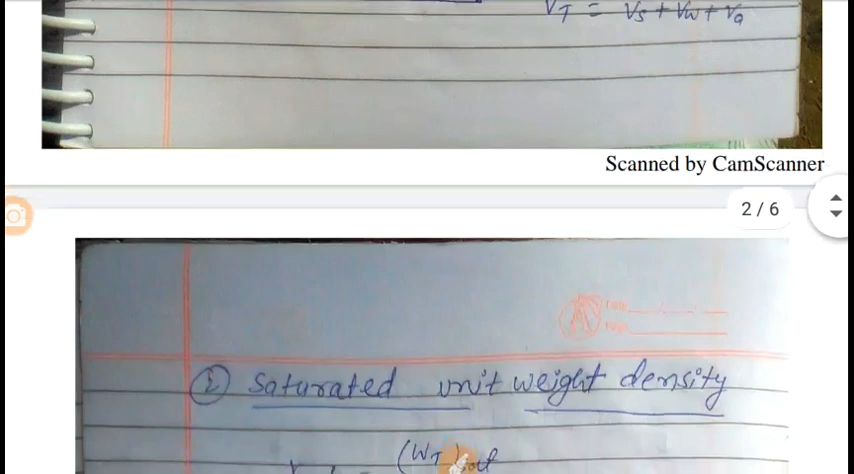 VT = Vs + Vw + Va
Scanned by CamScanner
2 / 6
② Saturated unit weight density
(WT)